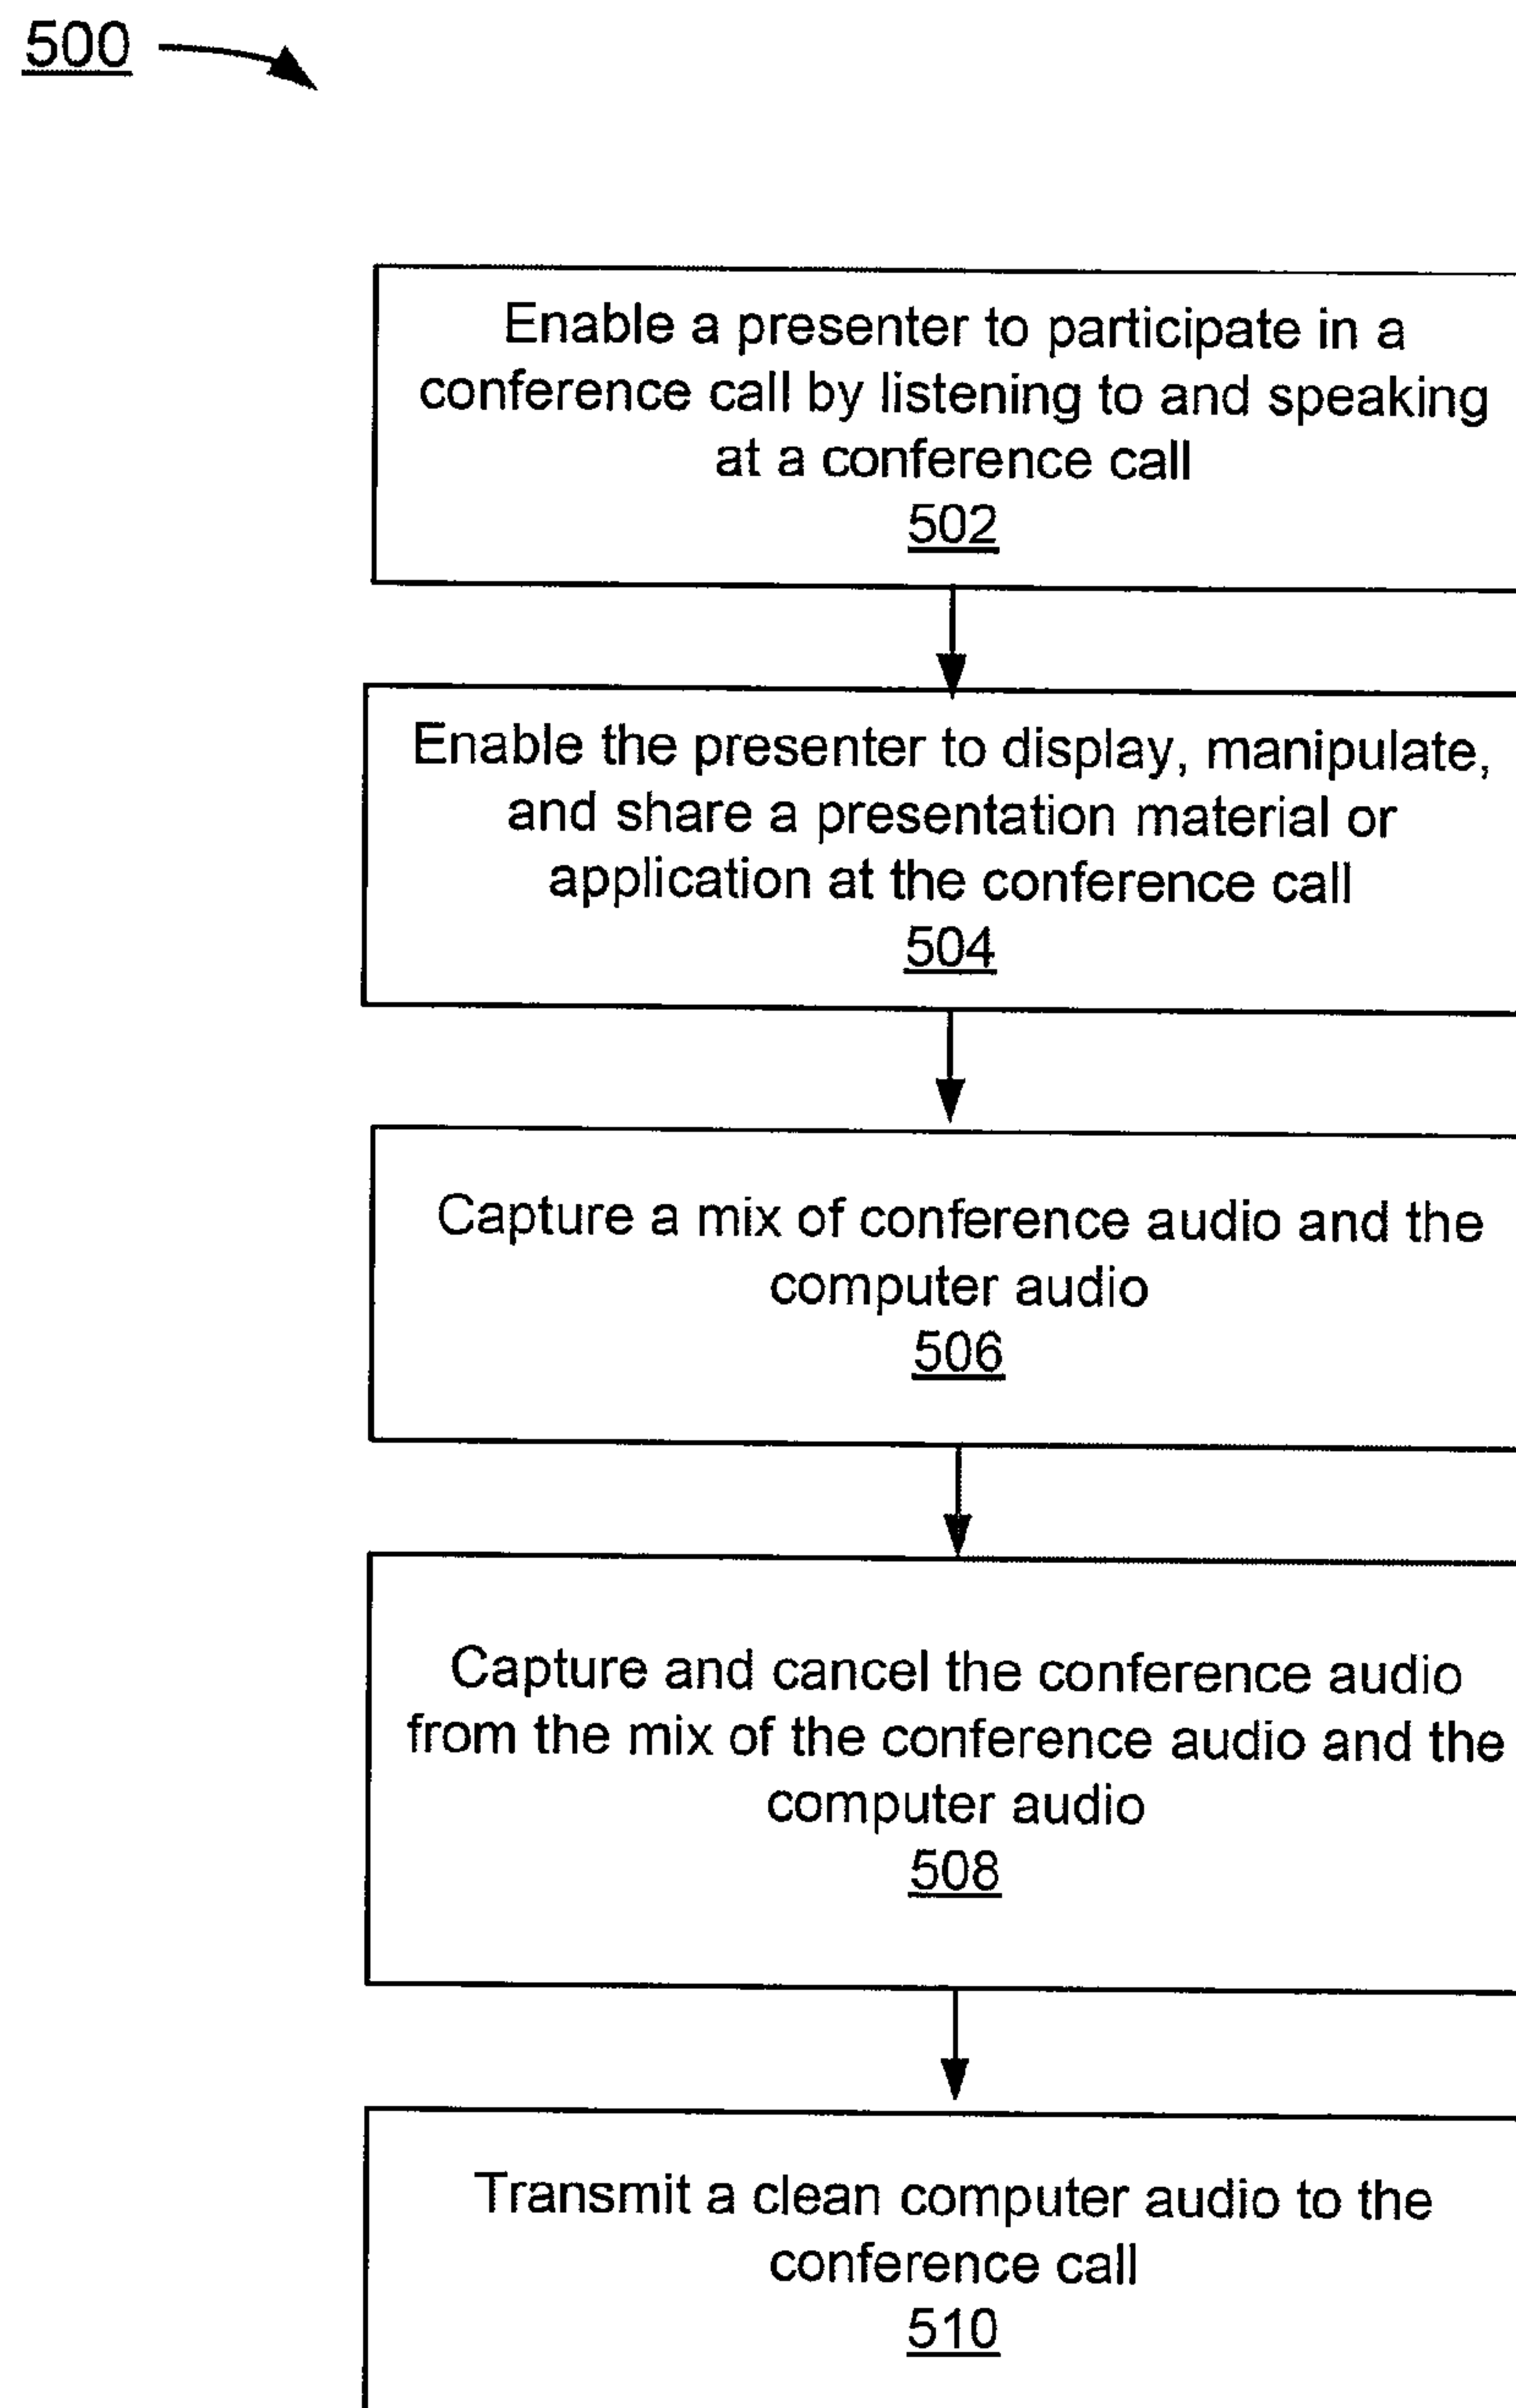 500
Enable a presenter to participate in a
conference call by listening to and speaking
at a conference call
502
Enable the presenter to display, manipulate,
and share a presentation material or
application at the conference call
504
Capture a mix of conference audio and the
computer audio
506
Capture and cancel the conference audio
from the mix of the conference audio and the
computer audio
508
Transmit a clean computer audio to the
conference call
510